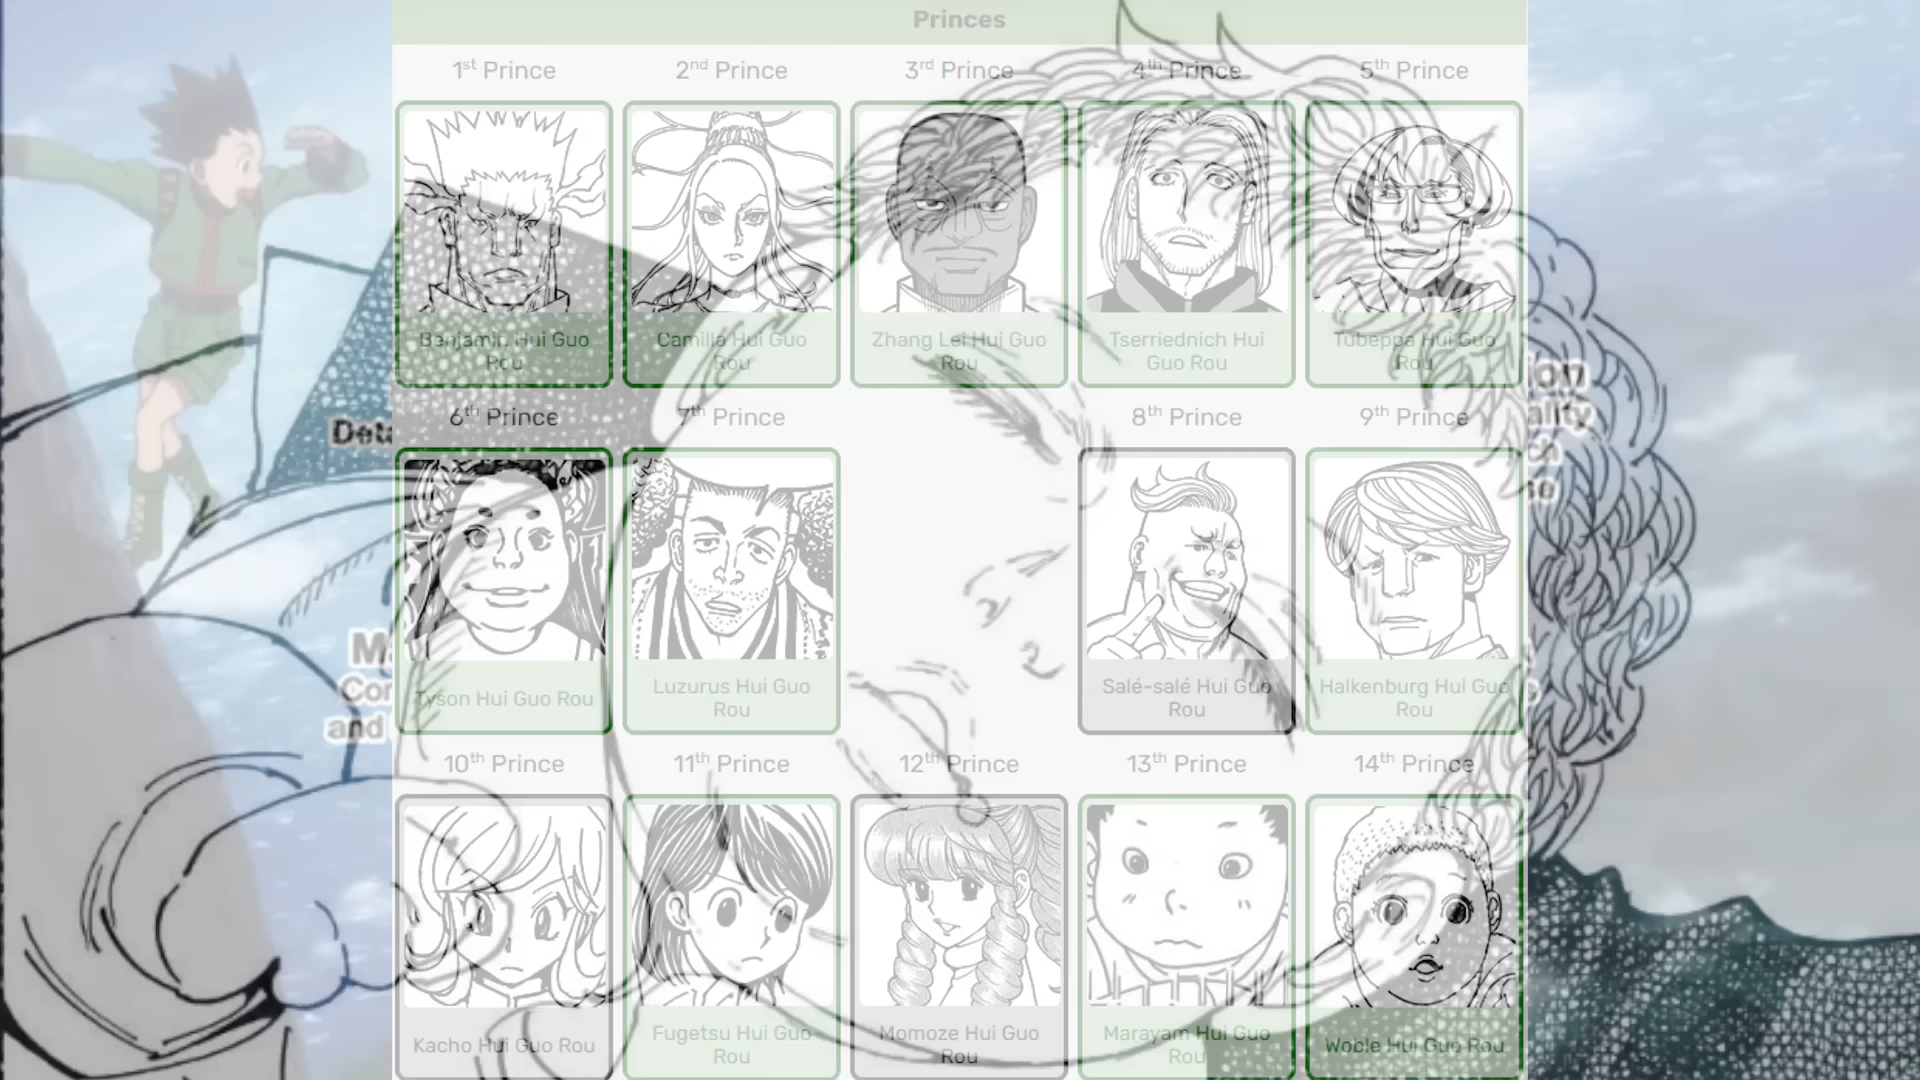 Princes
1st Prince
2nd Prince
3rd Prince
4th Prince
5th Prince
Benjamin Hui Guo
Rou
Camilla Hui Guo
Rou
Zhang Lei Hui Guo
Rou
Tserriednich Hui
Guo Rou
Tubeppa Hui Guo
Rou
6th Prince
7th Prince
8th Prince
9th Prince
Tyson Hui Guo Rou
Luzurus Hui Guo
Rou
Salé-salé Hui Guo
Rou
Halkenburg Hui Guo
Rou
10th Prince
11th Prince
12th Prince
13th Prince
14th Prince
Kacho Hui Guo Rou
Fugetsu Hui Guo
Rou
Momoze Hui Guo
Rou
Marayam Hui Guo
Rou
Woble Hui Guo Rou
and